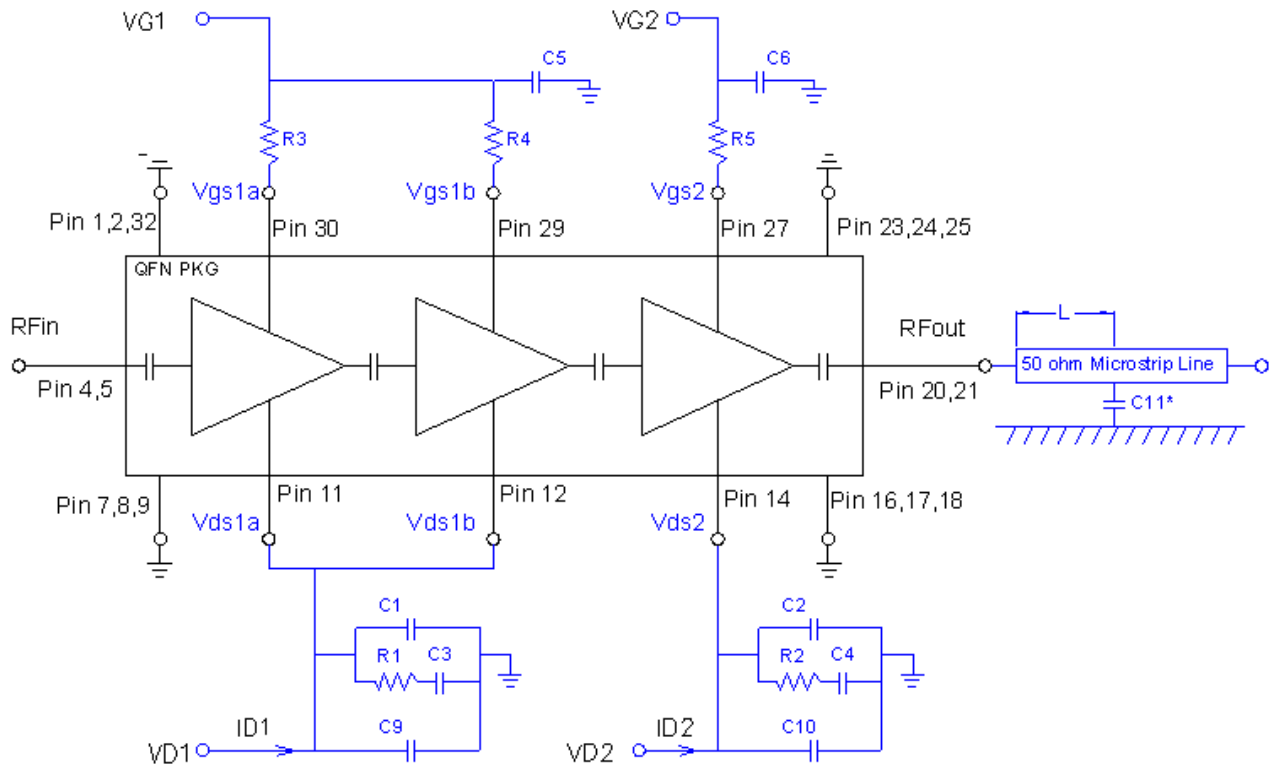 VG1
VG2
C5
C6
R3
R4
R5
Vgs1a
Vgs1b
Vgs2
Pin 1,2,32
Pin 30
Pin 29
Pin 27
Pin 23,24,25
QFN PKG
RFin
RFout
L
50 ohm Microstrip Line
Pin 4,5
Pin 20,21
C11*
Pin 7,8,9
Pin 11
Pin 12
Pin 14
Pin 16,17,18
Vds1a
Vds1b
Vds2
C1
C2
R1
C3
R2
C4
ID1
C9
ID2
C10
VD1
VD2